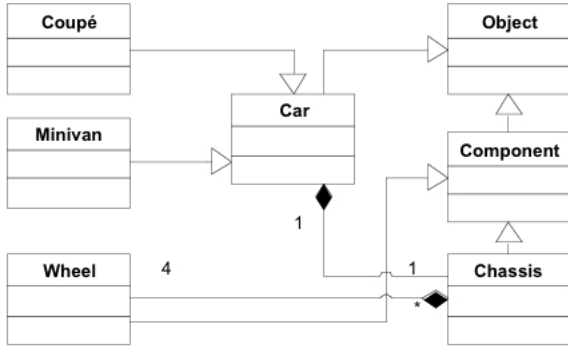 Coupé
Object
Car
Minivan
Component
1
Wheel
4
1
Chassis
*